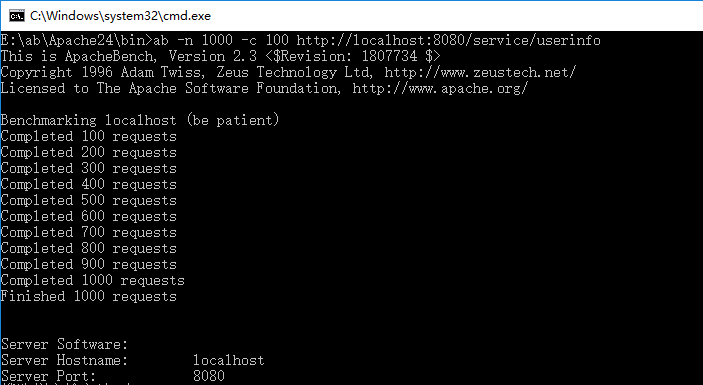 C:\Windows\system32\cmd.exe
E:\ab\Apache24\bin>ab -n 1000 -c 100 http://localhost:8080/service/userinfo
This is ApacheBench, Version 2.3 <$Revision: 1807734 $>
Copyright 1996 Adam Twiss, Zeus Technology Ltd, http://www.zeustech.net/
Licensed to The Apache Software Foundation, http://www.apache.org/
Benchmarking localhost (be patient)
Completed 100 requests
Completed 200 requests
Completed 300 requests
Completed 400 requests
Completed 500 requests
Completed 600 requests
Completed 700 requests
Completed 800 requests
Completed 900 requests
Completed 1000 requests
Finished 1000 requests
Server Software:
Server Hostname: localhost
Server Port: 8080